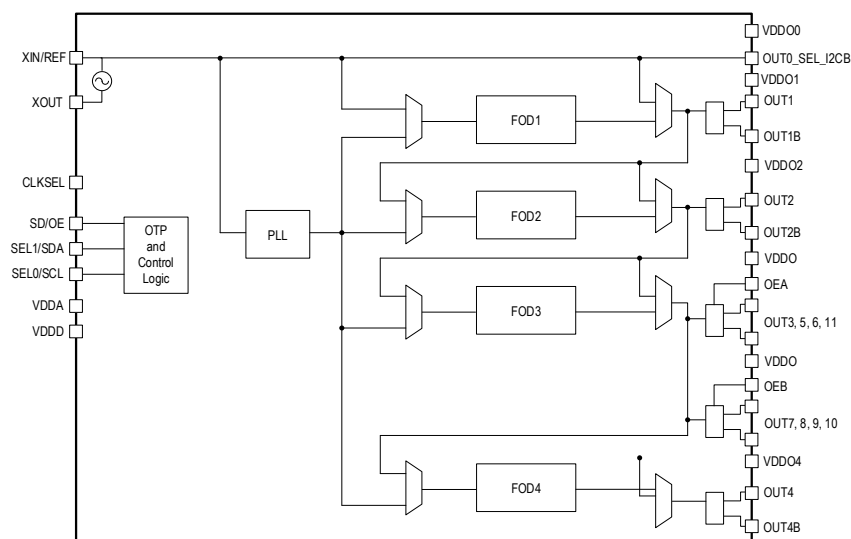 VDDO0
XIN/REF
OUT0_SEL_I2CB
VDDO1
XOUT
OUT1
FOD1
OUT1B
VDDO2
CLKSEL
OUT2
SD/OE
OTP
and
Control
Logic
PLL
FOD2
OUT2B
SEL1/SDA
SEL0/SCL
VDDO
OEA
VDDA
FOD3
OUT3, 5, 6, 11
VDDD
VDDO
OEB
OUT7, 8, 9, 10
VDDO4
FOD4
OUT4
OUT4B